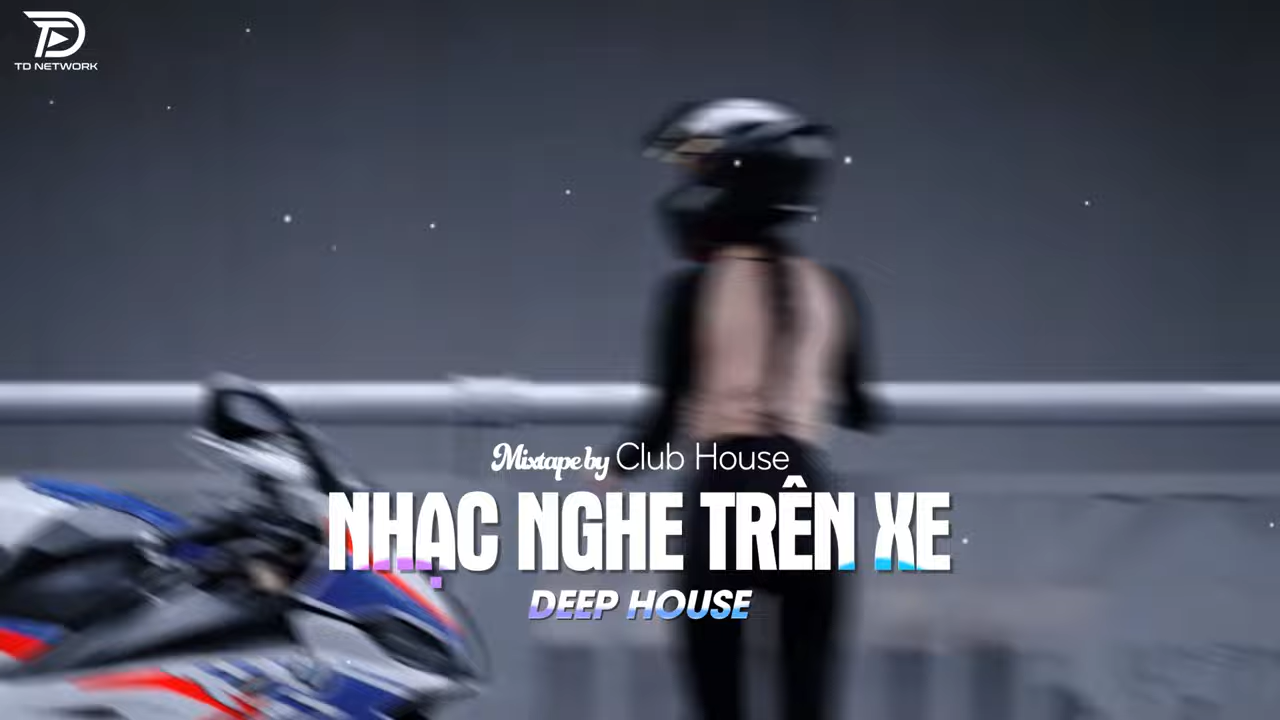 TD NETWORK
Mixtape by Club House
NHẠC NGHE TRÊN XE
DEEP HOUSE